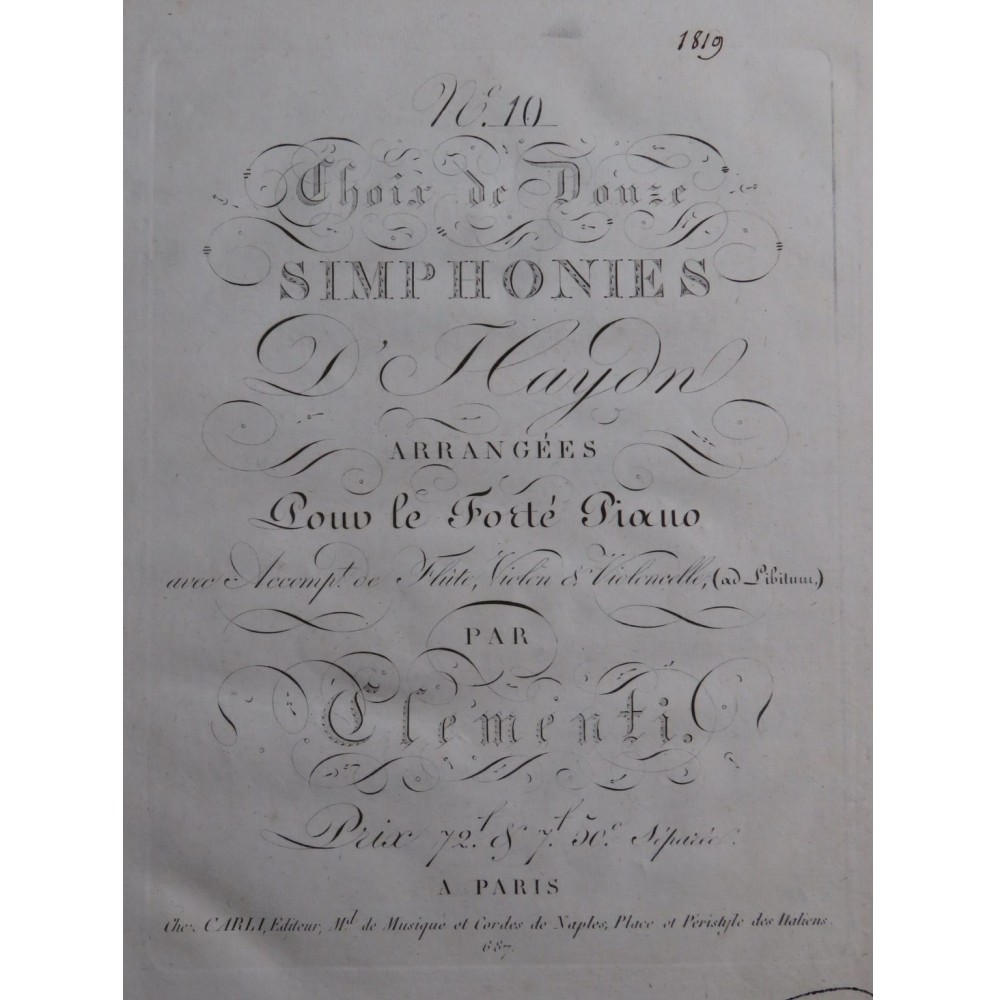 1819
N.º 10
Choix de Douze
SIMPHONIES
D'Haydn
ARRANGÉES
Pour le Forté Piano
avec Accomp.t de Flûte, Violon & Violoncelle, (ad Libitum,)
PAR
Clementi.
Prix 72.f & 7.f 50.c Séparée.
A PARIS
Chez CARLI, Editeur, M.d de Musique et Cordes de Naples, Place et Péristyle des Italiens.
687.